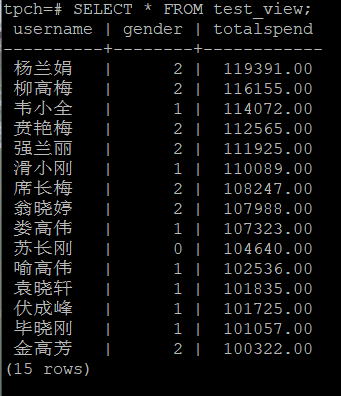 tpch=# SELECT * FROM test_view;
 username | gender | totalspend
----------+--------+------------
 杨兰娟   |      2 |  119391.00
 柳高梅   |      2 |  116155.00
 韦小全   |      1 |  114072.00
 贲艳梅   |      2 |  112565.00
 强兰丽   |      2 |  111925.00
 滑小刚   |      1 |  110089.00
 席长梅   |      2 |  108247.00
 翁晓婷   |      2 |  107988.00
 娄高伟   |      1 |  107323.00
 苏长刚   |      0 |  104640.00
 喻高伟   |      1 |  102536.00
 袁晓轩   |      1 |  101835.00
 伏成峰   |      1 |  101725.00
 毕晓刚   |      1 |  101057.00
 金高芳   |      2 |  100322.00
(15 rows)